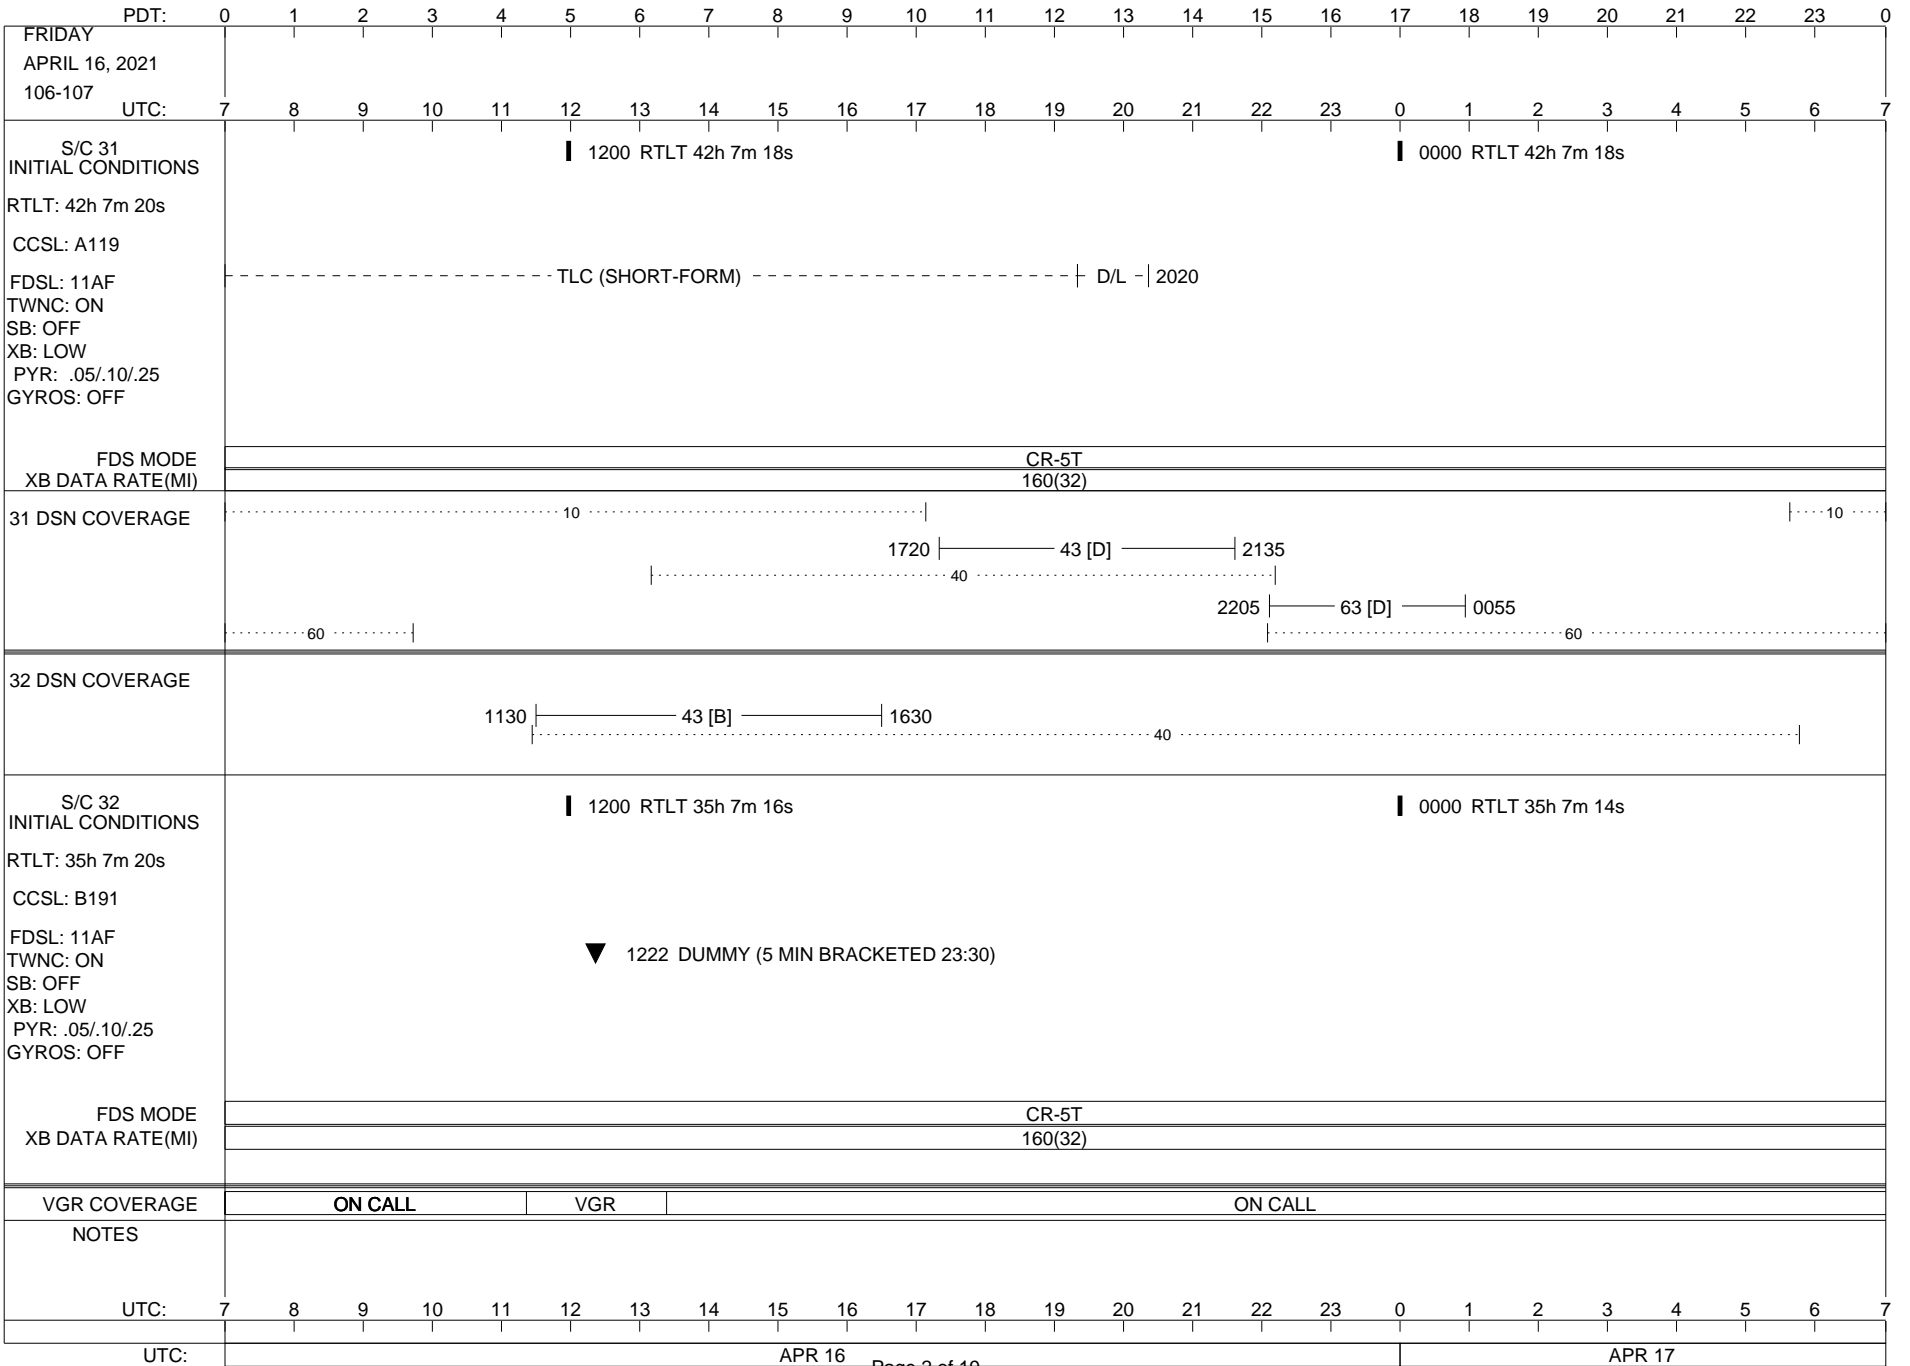 PDT: 0 1 2 3 4 5 6 7 8 9 10 11 12 13 14 15 16 17 18 19 20 21 22 23 0
FRIDAY
APRIL 16, 2021
106-107
UTC: 7 8 9 10 11 12 13 14 15 16 17 18 19 20 21 22 23 0 1 2 3 4 5 6 7
S/C 31
INITIAL CONDITIONS
1200 RTLT 42h 7m 18s
0000 RTLT 42h 7m 18s
RTLT: 42h 7m 20s
CCSL: A119
FDSL: 11AF
TLC (SHORT-FORM) D/L 2020
TWNC: ON
SB: OFF
XB: LOW
PYR: .05/.10/.25
GYROS: OFF
FDS MODE CR-5T
XB DATA RATE(MI) 160(32)
31 DSN COVERAGE
10 10
1720 43 [D] 2135
40
2205 63 [D] 0055
60 60
32 DSN COVERAGE
1130 43 [B] 1630
40
S/C 32
INITIAL CONDITIONS
1200 RTLT 35h 7m 16s
0000 RTLT 35h 7m 14s
RTLT: 35h 7m 20s
CCSL: B191
FDSL: 11AF
1222 DUMMY (5 MIN BRACKETED 23:30)
TWNC: ON
SB: OFF
XB: LOW
PYR: .05/.10/.25
GYROS: OFF
FDS MODE CR-5T
XB DATA RATE(MI) 160(32)
VGR COVERAGE ON CALL VGR ON CALL
NOTES
UTC: 7 8 9 10 11 12 13 14 15 16 17 18 19 20 21 22 23 0 1 2 3 4 5 6 7
UTC: APR 16 APR 17